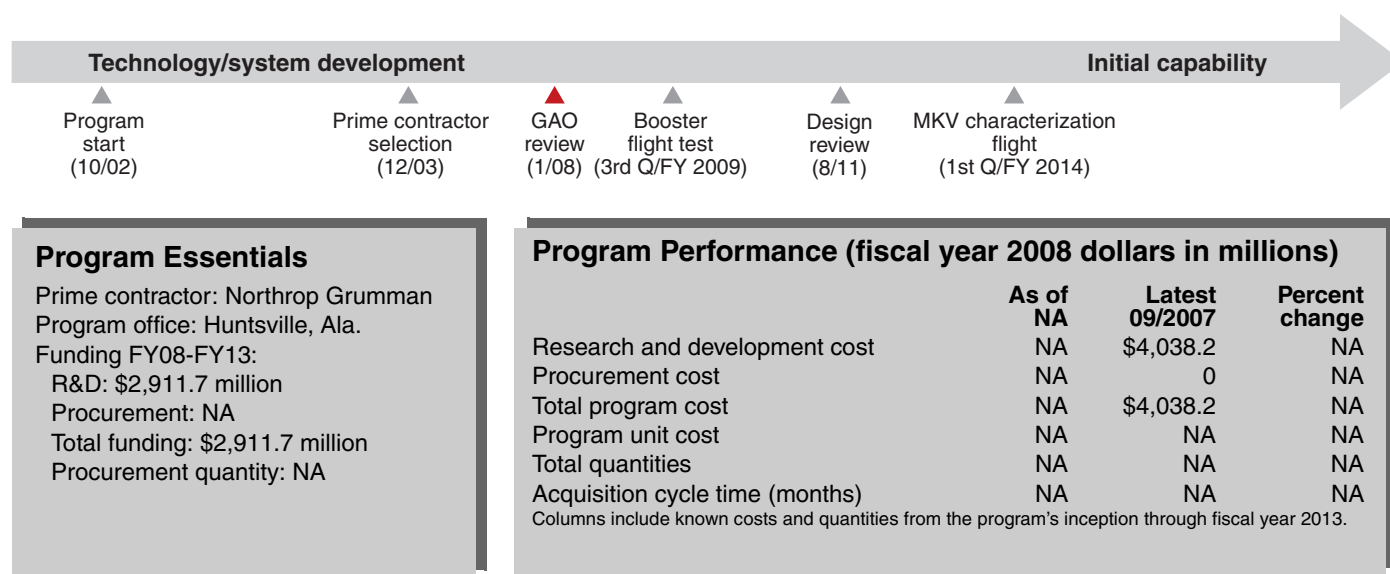 Technology/system development
Initial capability
Program
start
(10/02)
Prime contractor
selection
(12/03)
GAO
review
(1/08)
Booster
flight test
(3rd Q/FY 2009)
Design
review
(8/11)
MKV characterization
flight
(1st Q/FY 2014)
Program Essentials
Prime contractor: Northrop Grumman
Program office: Huntsville, Ala.
Funding FY08-FY13:
R&D: $2,911.7 million
Procurement: NA
Total funding: $2,911.7 million
Procurement quantity: NA
Program Performance (fiscal year 2008 dollars in millions)
As of NA Latest 09/2007 Percent change
Research and development cost NA $4,038.2 NA
Procurement cost NA 0 NA
Total program cost NA $4,038.2 NA
Program unit cost NA NA NA
Total quantities NA NA NA
Acquisition cycle time (months) NA NA NA
Columns include known costs and quantities from the program's inception through fiscal year 2013.